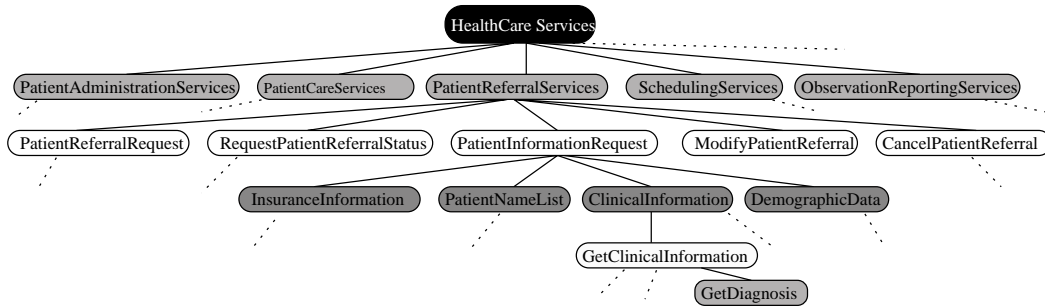 HealthCare Services
PatientAdministrationServices
PatientCareServices
PatientReferralServices
SchedulingServices
ObservationReportingServices
PatientReferralRequest
RequestPatientReferralStatus
PatientInformationRequest
ModifyPatientReferral
CancelPatientReferral
InsuranceInformation
PatientNameList
ClinicalInformation
DemographicData
GetClinicalInformation
GetDiagnosis